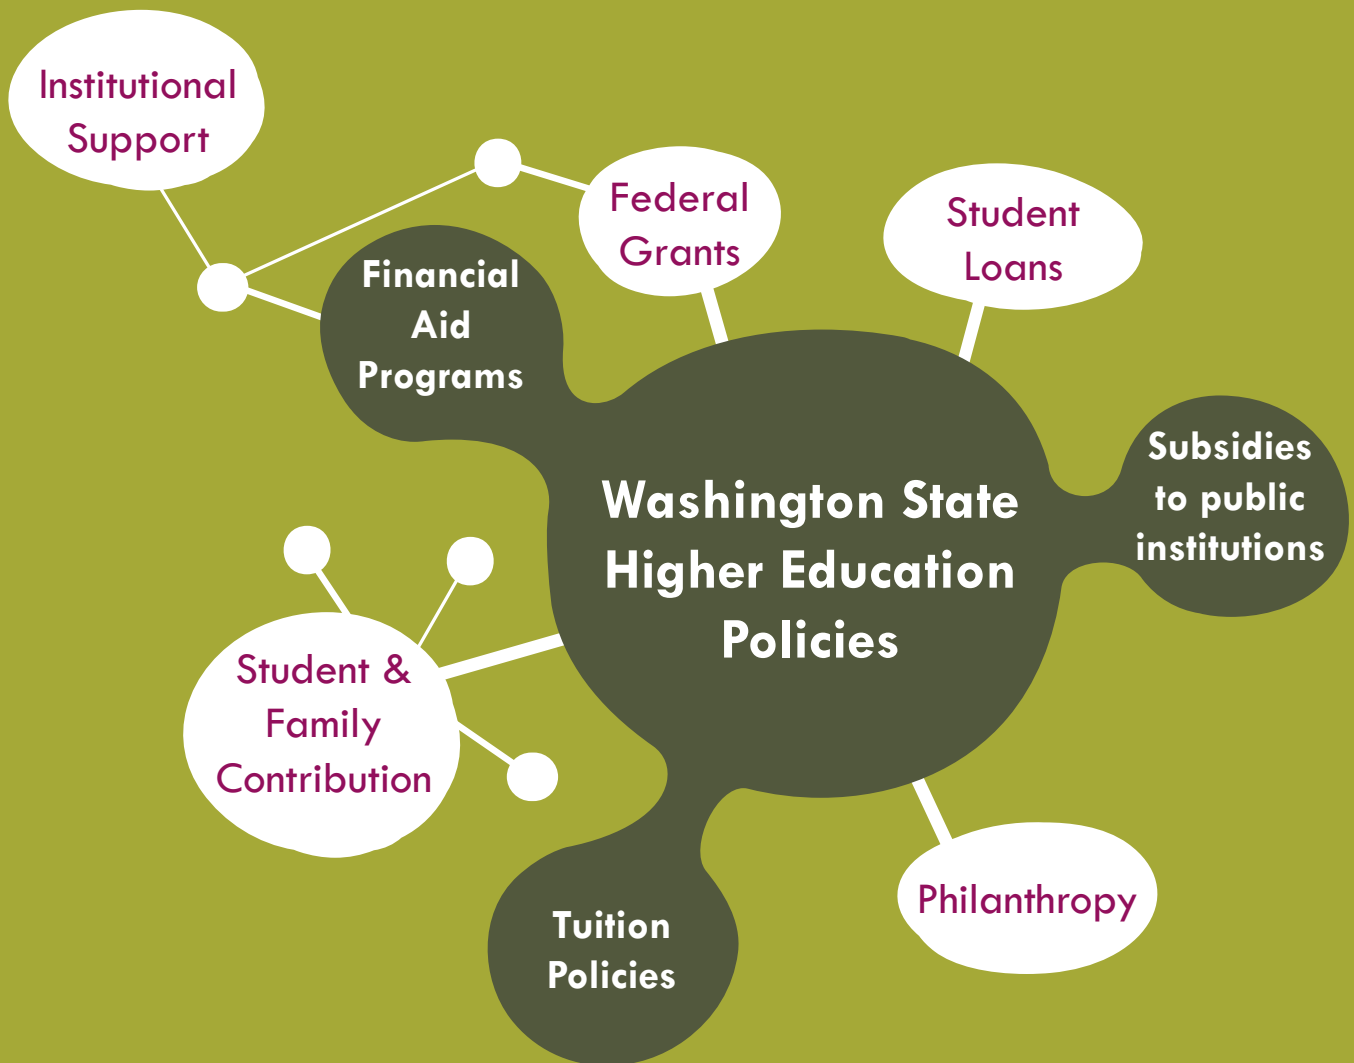 Institutional
Support
Federal
Grants
Student
Loans
Financial
Aid
Programs
Subsidies
to public
institutions
Washington State
Higher Education
Policies
Student &
Family
Contribution
Philanthropy
Tuition
Policies